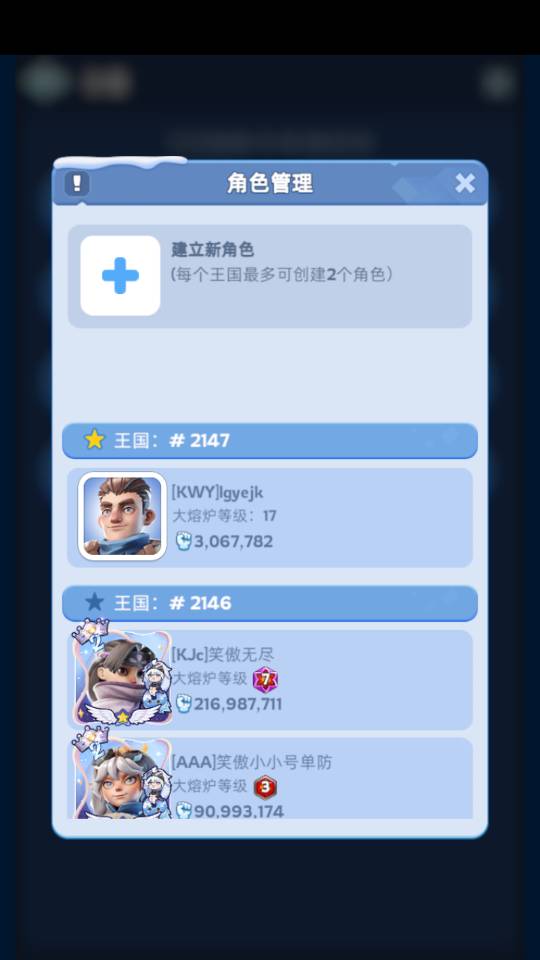 角色管理
建立新角色
(每个王国最多可创建2个角色)
王国：# 2147
[KWY]lgyejk
大熔炉等级：17
3,067,782
王国：# 2146
2
[KJc]笑傲无尽
大熔炉等级 7
216,987,711
2
[AAA]笑傲小小号单防
大熔炉等级 3
90,993,174